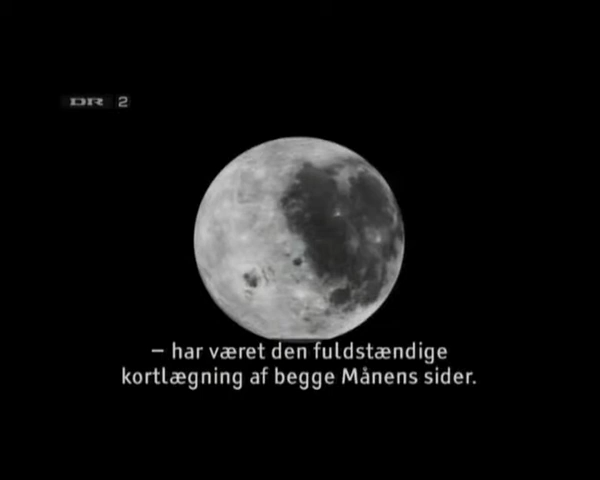 DR 2
– har været den fuldstændige
kortlægning af begge Månens sider.